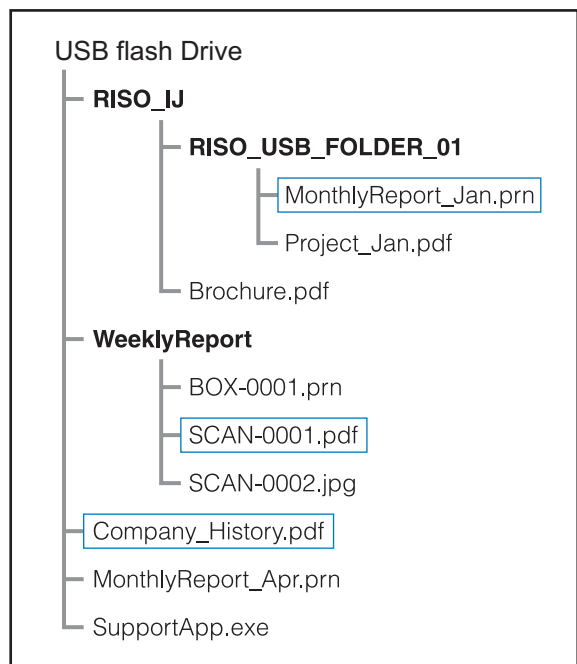 USB flash Drive
RISO_IJ
RISO_USB_FOLDER_01
MonthlyReport_Jan.prn
Project_Jan.pdf
Brochure.pdf
WeeklyReport
BOX-0001.prn
SCAN-0001.pdf
SCAN-0002.jpg
Company_History.pdf
MonthlyReport_Apr.prn
SupportApp.exe